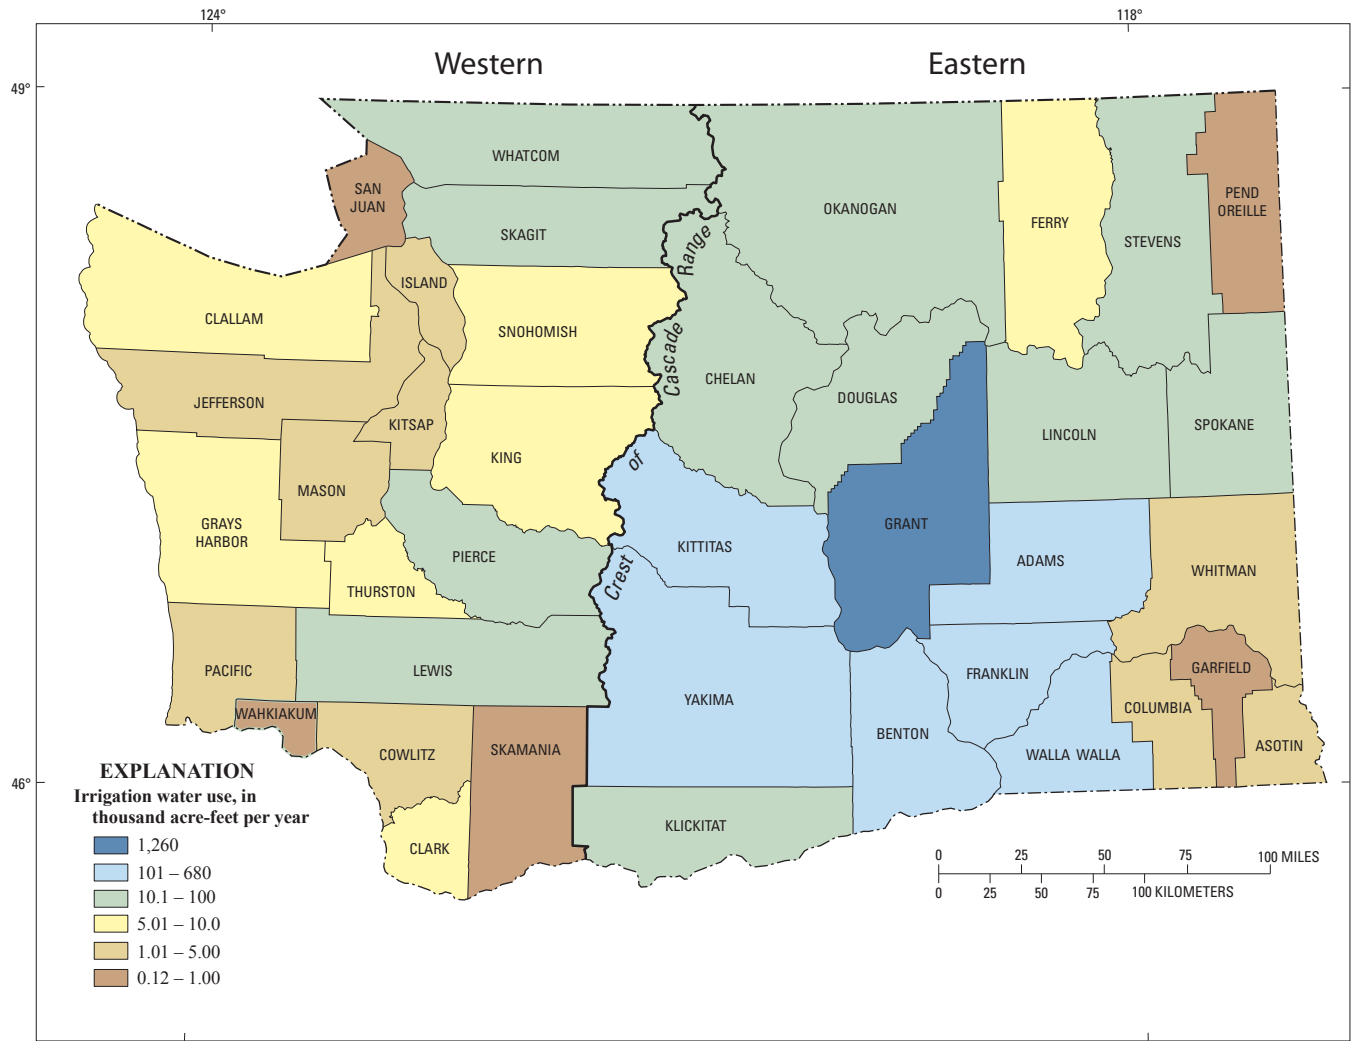 124°
118°
Western
Eastern
49°
WHATCOM
SAN
JUAN
SKAGIT
OKANOGAN
FERRY
STEVENS
PEND
OREILLE
ISLAND
CLALLAM
SNOHOMISH
Crest of Cascade Range
CHELAN
DOUGLAS
JEFFERSON
KITSAP
KING
LINCOLN
SPOKANE
MASON
GRAYS
HARBOR
PIERCE
KITTITAS
GRANT
ADAMS
WHITMAN
THURSTON
PACIFIC
LEWIS
YAKIMA
FRANKLIN
GARFIELD
COLUMBIA
WAHKIAKUM
COWLITZ
SKAMANIA
BENTON
WALLA WALLA
ASOTIN
46°
CLARK
KLICKITAT
EXPLANATION
Irrigation water use, in
thousand acre-feet per year
1,260
101 – 680
10.1 – 100
5.01 – 10.0
1.01 – 5.00
0.12 – 1.00
0 25 50 75 100 MILES
0 25 50 75 100 KILOMETERS